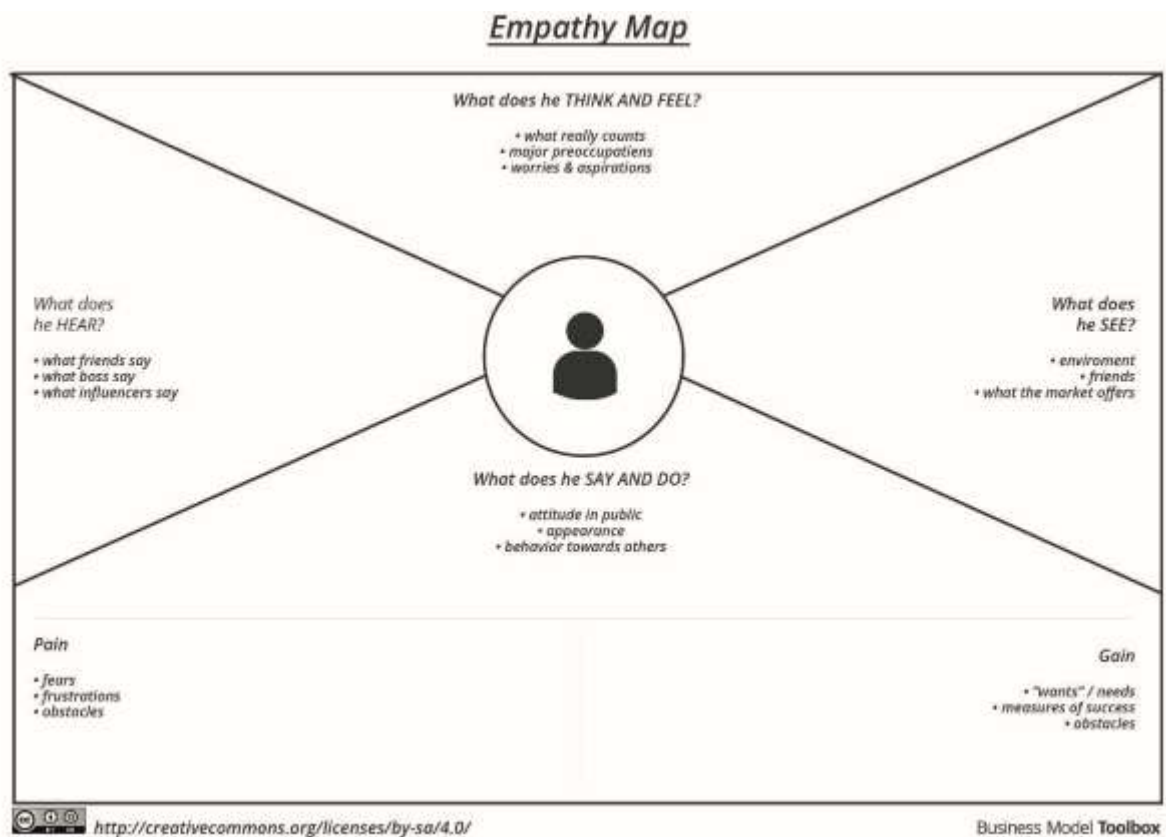 Empathy Map
What does he THINK AND FEEL?
• what really counts
• major preoccupatiens
• worries & aspirations
What does
he HEAR?
• what friends say
• what boss say
• what influencers say
What does
he SEE?
• enviroment
• friends
• what the market offers
What does he SAY AND DO?
• attitude in public
• appearance
• behavior towards others
Pain
• fears
• frustrations
• obstacles
Gain
• "wants" / needs
• measures of success
• obstacles
http://creativecommons.org/licenses/by-sa/4.0/
Business Model Toolbox